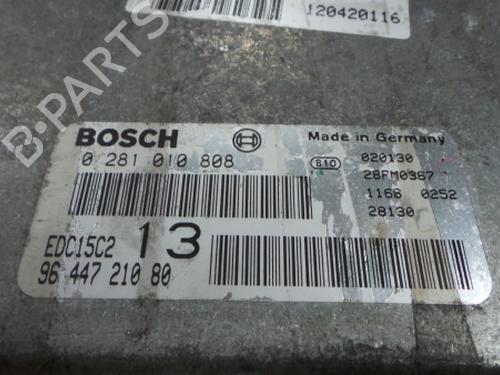 120420116
B-PARTS
BOSCH
Made in Germany
0 281 010 808
810
020130
28FM0367
1166 0252
28130
EDC15C2
13
96 447 210 80